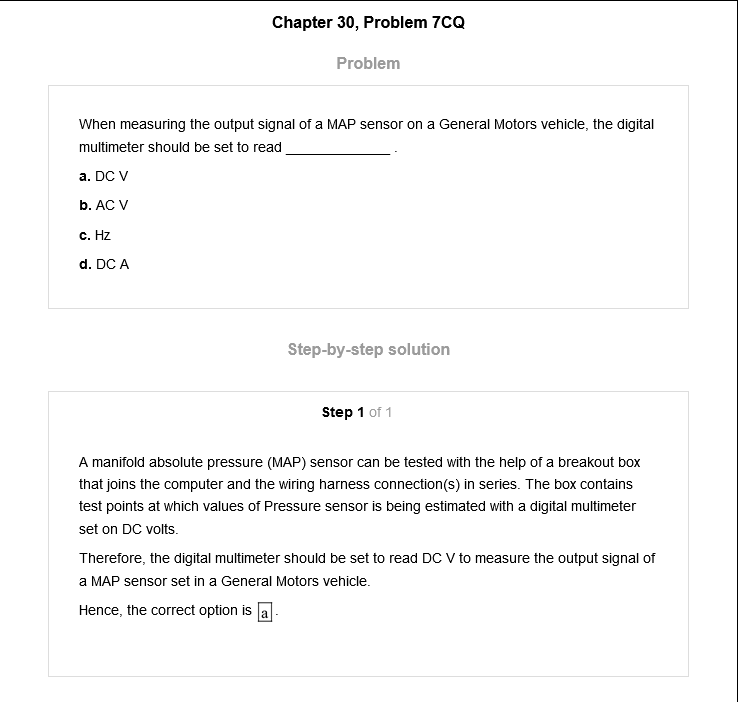 Chapter 30, Problem 7CQ
Problem
When measuring the output signal of a MAP sensor on a General Motors vehicle, the digital
multimeter should be set to read ______________ .
a. DC V
b. AC V
c. Hz
d. DC A
Step-by-step solution
Step 1 of 1
A manifold absolute pressure (MAP) sensor can be tested with the help of a breakout box
that joins the computer and the wiring harness connection(s) in series. The box contains
test points at which values of Pressure sensor is being estimated with a digital multimeter
set on DC volts.
Therefore, the digital multimeter should be set to read DC V to measure the output signal of
a MAP sensor set in a General Motors vehicle.
Hence, the correct option is a .